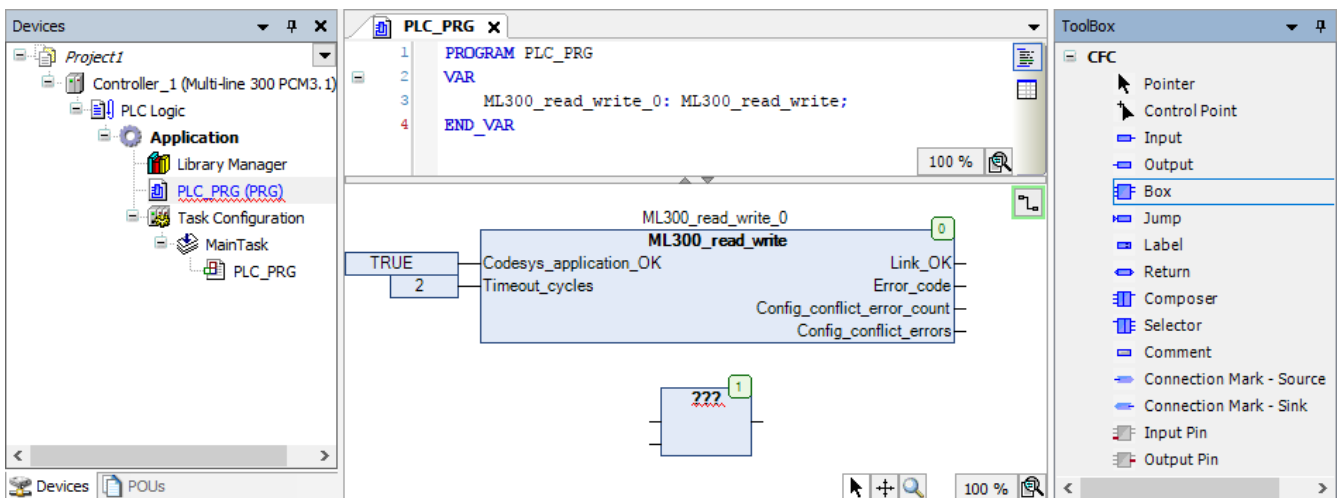 Devices
Project1
Controller_1 (Multi-line 300 PCM3.1)
PLC Logic
Application
Library Manager
PLC_PRG (PRG)
Task Configuration
MainTask
PLC_PRG
Devices
POUs
PLC_PRG
1 PROGRAM PLC_PRG
2 VAR
3 ML300_read_write_0: ML300_read_write;
4 END_VAR
100 %
ML300_read_write_0
0
ML300_read_write
TRUE Codesys_application_OK Link_OK
2 Timeout_cycles Error_code
Config_conflict_error_count
Config_conflict_errors
1
???
100 %
ToolBox
CFC
Pointer
Control Point
Input
Output
Box
Jump
Label
Return
Composer
Selector
Comment
Connection Mark - Source
Connection Mark - Sink
Input Pin
Output Pin